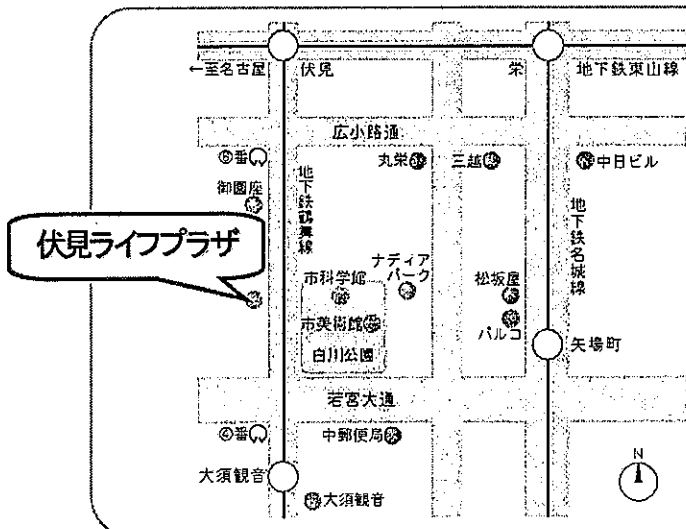 ←至名古屋
伏見
栄
地下鉄東山線
広小路通
⑥番
丸栄
三越
中日ビル
御園座
地下鉄鶴舞線
地下鉄名城線
伏見ライフプラザ
ナディア
パーク
市科学館
松坂屋
市美術館
パルコ
白川公園
矢場町
若宮大通
④番
中郵便局
大須観音
大須観音
N